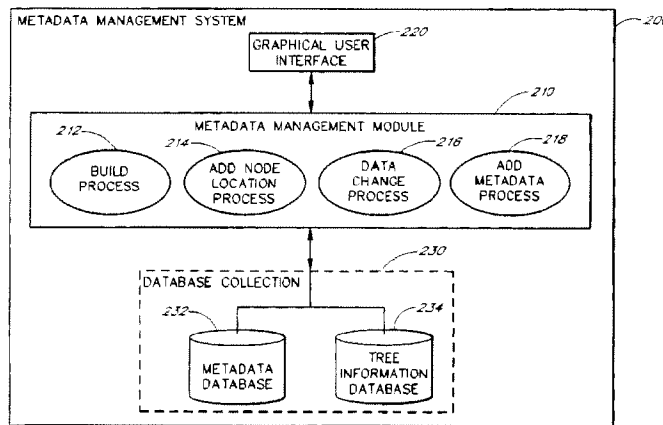 METADATA MANAGEMENT SYSTEM
220
GRAPHICAL USER
INTERFACE
210
METADATA MANAGEMENT MODULE
212
BUILD
PROCESS
214
ADD NODE
LOCATION
PROCESS
216
DATA
CHANGE
PROCESS
218
ADD
METADATA
PROCESS
230
DATABASE COLLECTION
232
METADATA
DATABASE
234
TREE
INFORMATION
DATABASE